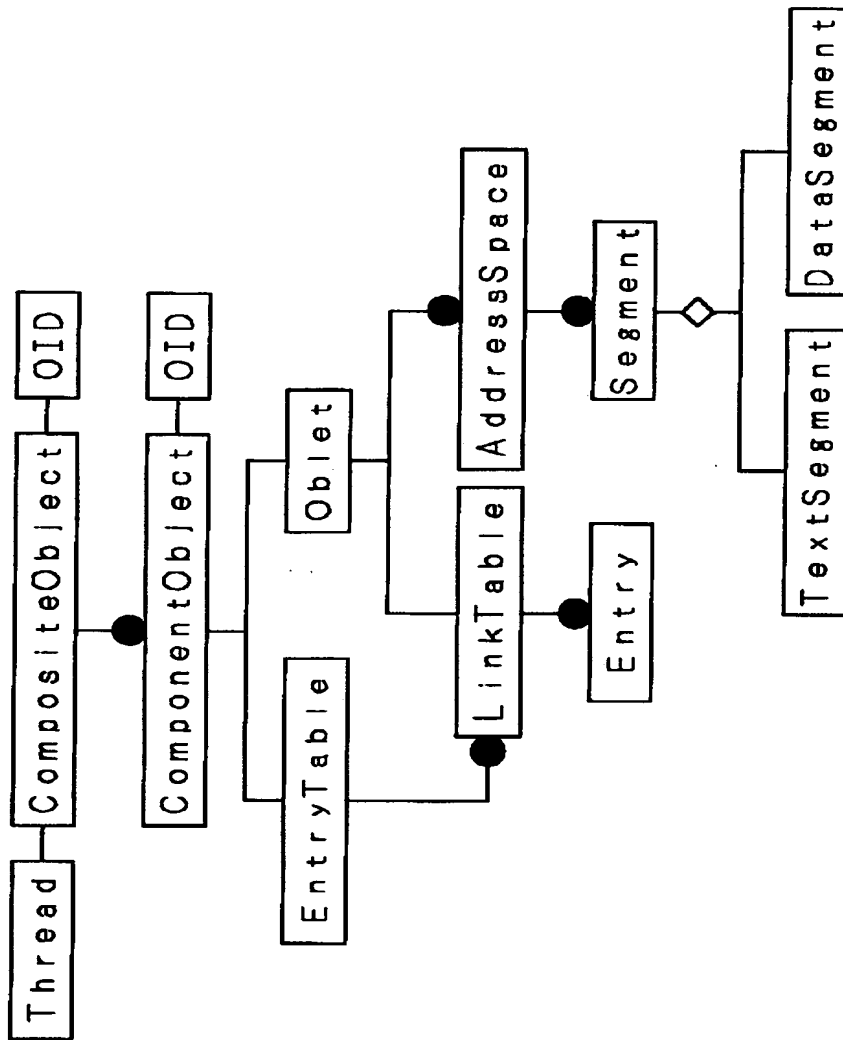 Thread
CompositeObject
OID
ComponentObject
OID
EntryTable
Oblet
LinkTable
AddressSpace
Entry
Segment
TextSegment
DataSegment